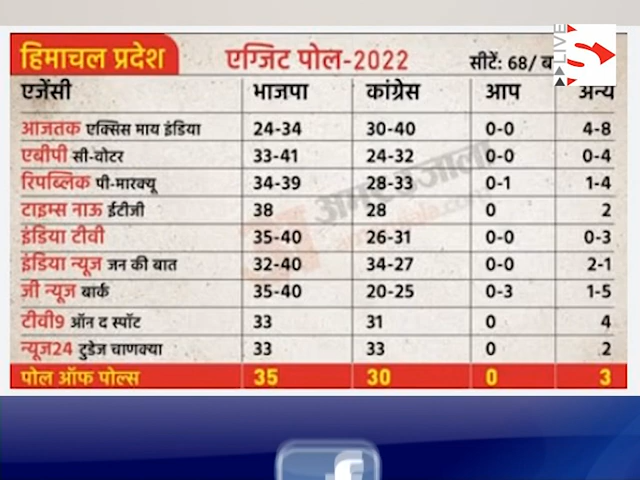 हिमाचल प्रदेश एग्जिट पोल-2022 सीटें: 68/
LIVE
एजेंसी भाजपा कांग्रेस आप अन्य
आजतक एक्सिस माय इंडिया 24-34 30-40 0-0 4-8
एबीपी सी-वोटर 33-41 24-32 0-0 0-4
रिपब्लिक पी-मारक्यू 34-39 28-33 0-1 1-4
टाइम्स नाऊ ईटीजी 38 28 0 2
इंडिया टीवी 35-40 26-31 0-0 0-3
इंडिया न्यूज जन की बात 32-40 34-27 0-0 2-1
जी न्यूज बार्क 35-40 20-25 0-3 1-5
टीवी9 ऑन द स्पॉट 33 31 0 4
न्यूज24 टुडेज चाणक्या 33 33 0 2
पोल ऑफ पोल्स 35 30 0 3
अमर उजाला
f